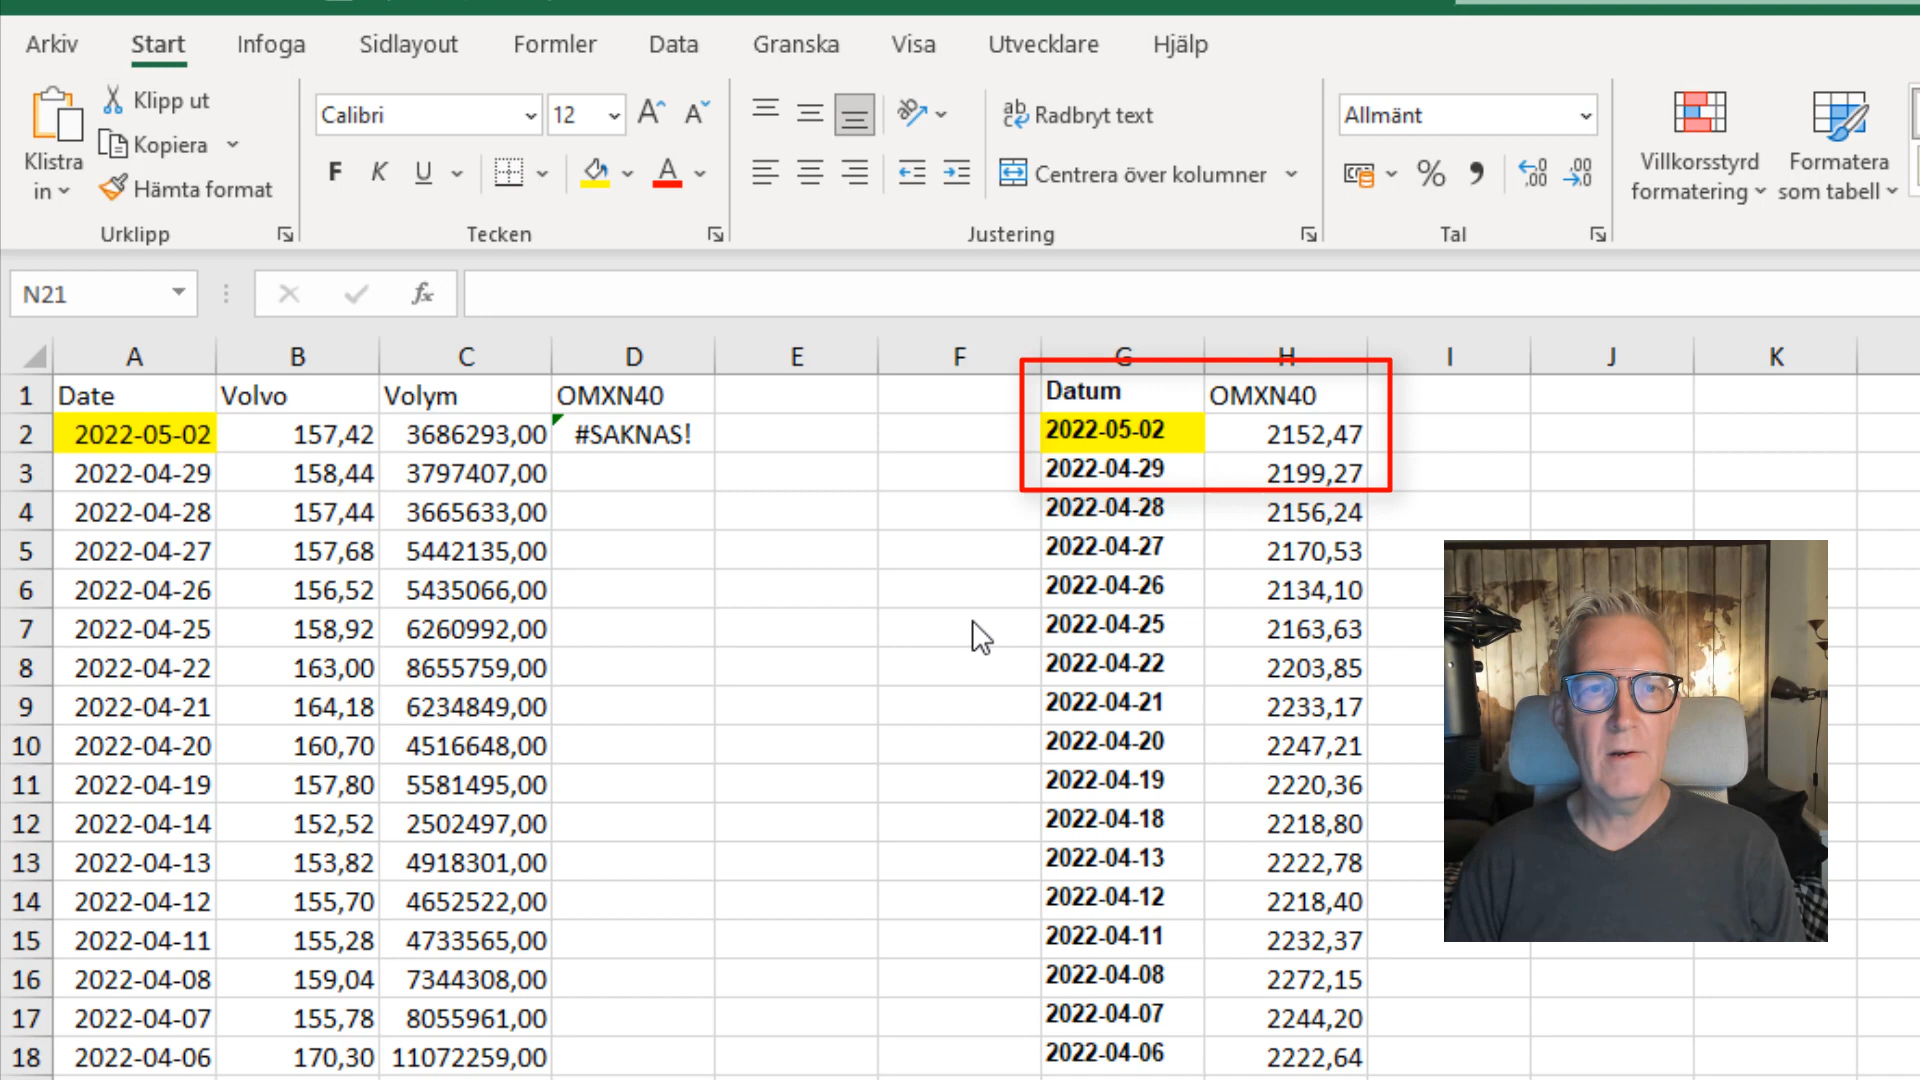 Arkiv Start Infoga Sidlayout Formler Data Granska Visa Utvecklare Hjälp
Klistra in
Klipp ut
Kopiera
Hämta format
Urklipp
Calibri 12
F K U
Tecken
Radbryt text
Centrera över kolumner
Justering
Allmänt
%
Tal
Villkorsstyrd formatering
Formatera som tabell
N21 fx
A B C D E F G H I J K
1 Date Volvo Volym OMXN40 Datum OMXN40
2 2022-05-02 157,42 3686293,00 #SAKNAS! 2022-05-02 2152,47
3 2022-04-29 158,44 3797407,00 2022-04-29 2199,27
4 2022-04-28 157,44 3665633,00 2022-04-28 2156,24
5 2022-04-27 157,68 5442135,00 2022-04-27 2170,53
6 2022-04-26 156,52 5435066,00 2022-04-26 2134,10
7 2022-04-25 158,92 6260992,00 2022-04-25 2163,63
8 2022-04-22 163,00 8655759,00 2022-04-22 2203,85
9 2022-04-21 164,18 6234849,00 2022-04-21 2233,17
10 2022-04-20 160,70 4516648,00 2022-04-20 2247,21
11 2022-04-19 157,80 5581495,00 2022-04-19 2220,36
12 2022-04-14 152,52 2502497,00 2022-04-18 2218,80
13 2022-04-13 153,82 4918301,00 2022-04-13 2222,78
14 2022-04-12 155,70 4652522,00 2022-04-12 2218,40
15 2022-04-11 155,28 4733565,00 2022-04-11 2232,37
16 2022-04-08 159,04 7344308,00 2022-04-08 2272,15
17 2022-04-07 155,78 8055961,00 2022-04-07 2244,20
18 2022-04-06 170,30 11072259,00 2022-04-06 2222,64